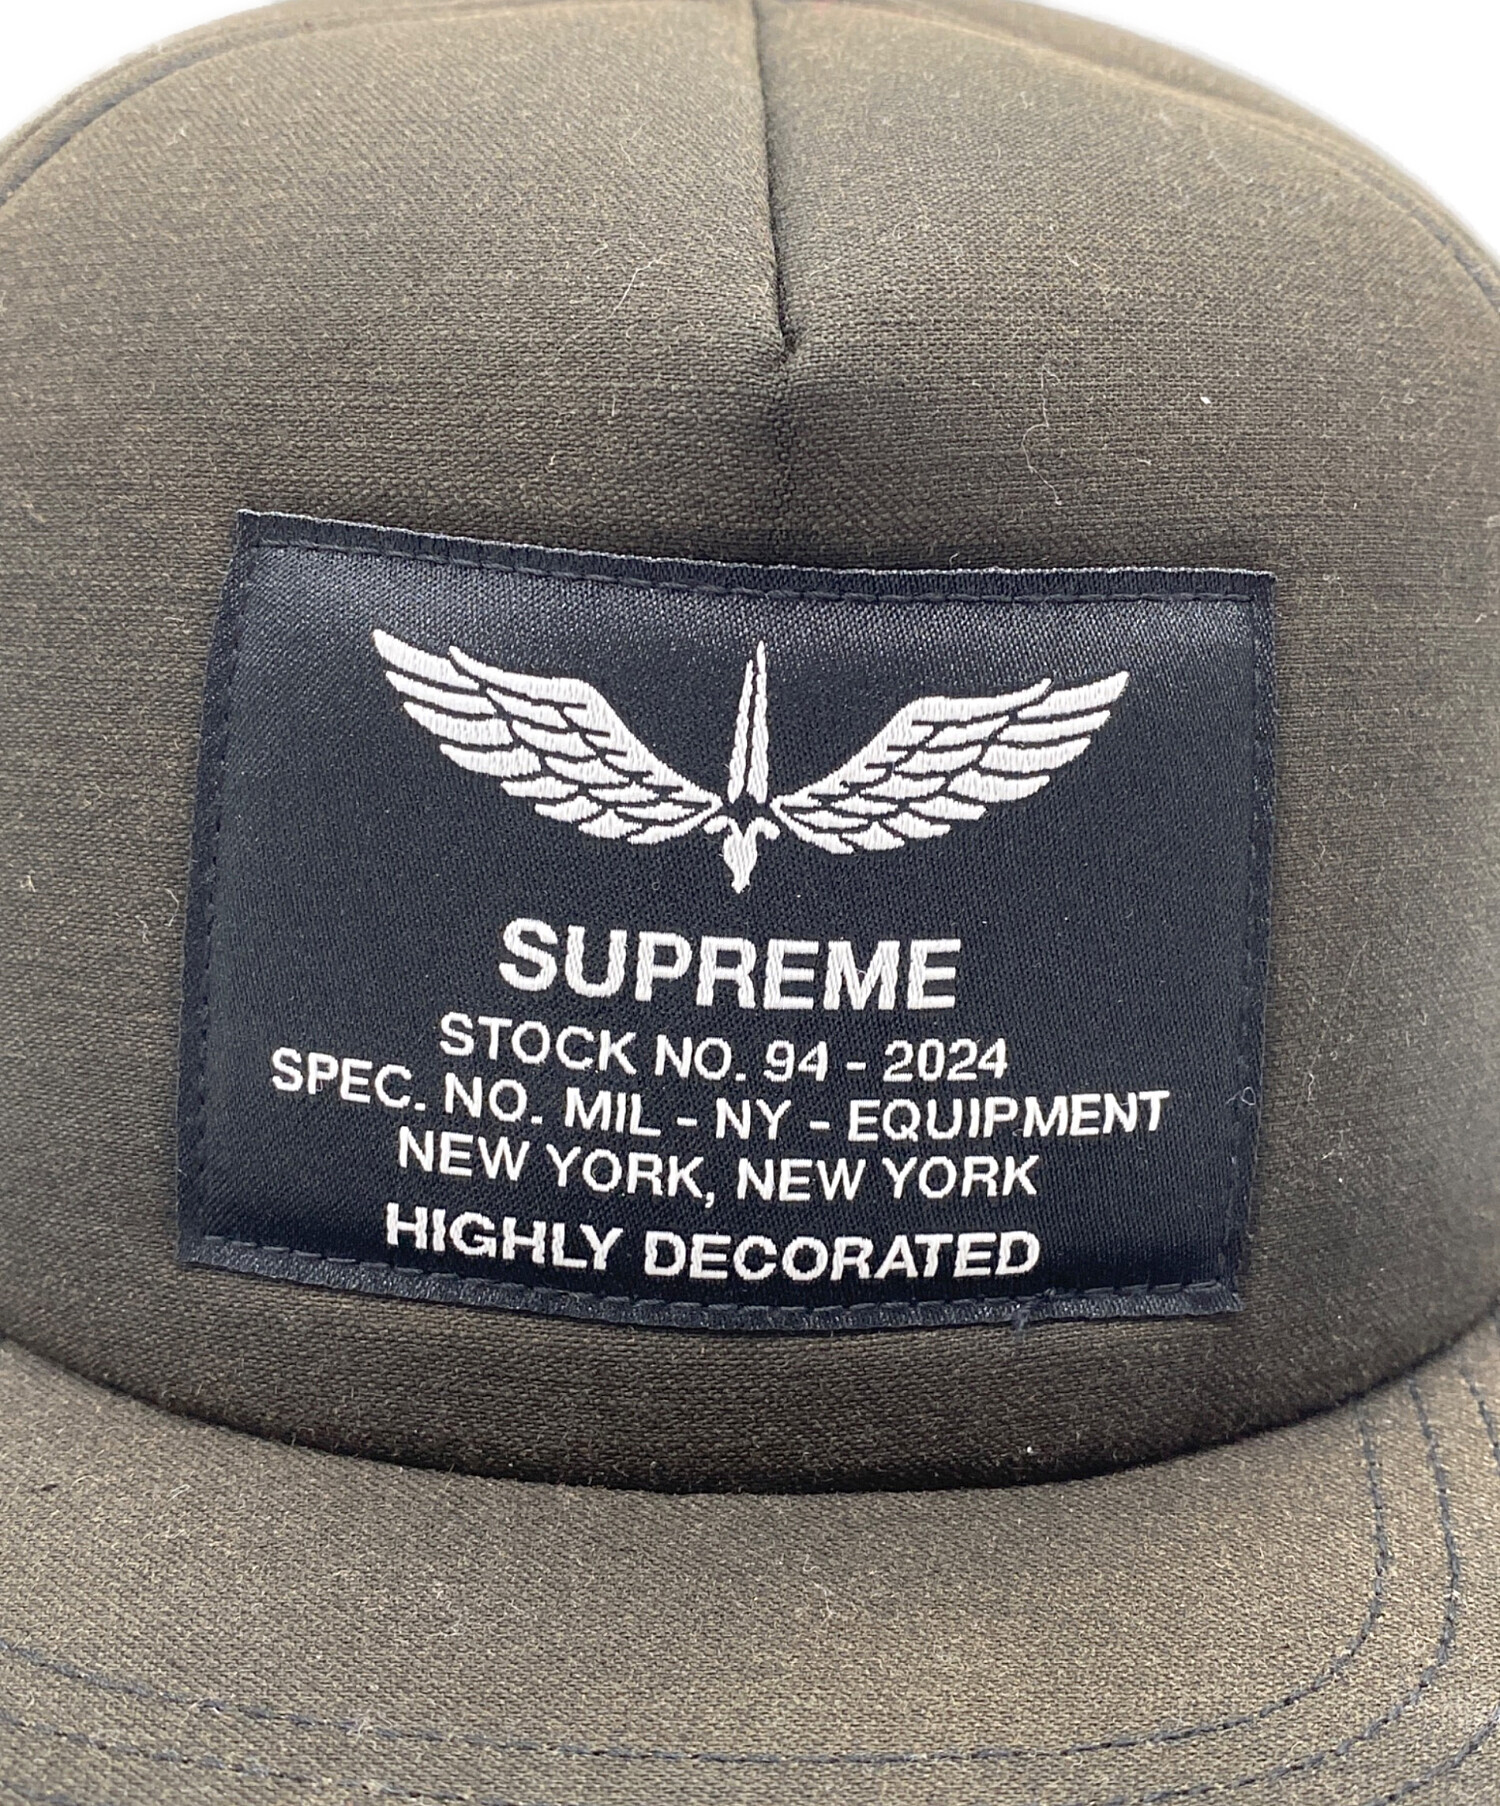 SUPREME
STOCK NO. 94 - 2024
SPEC. NO. MIL - NY - EQUIPMENT
NEW YORK, NEW YORK
HIGHLY DECORATED